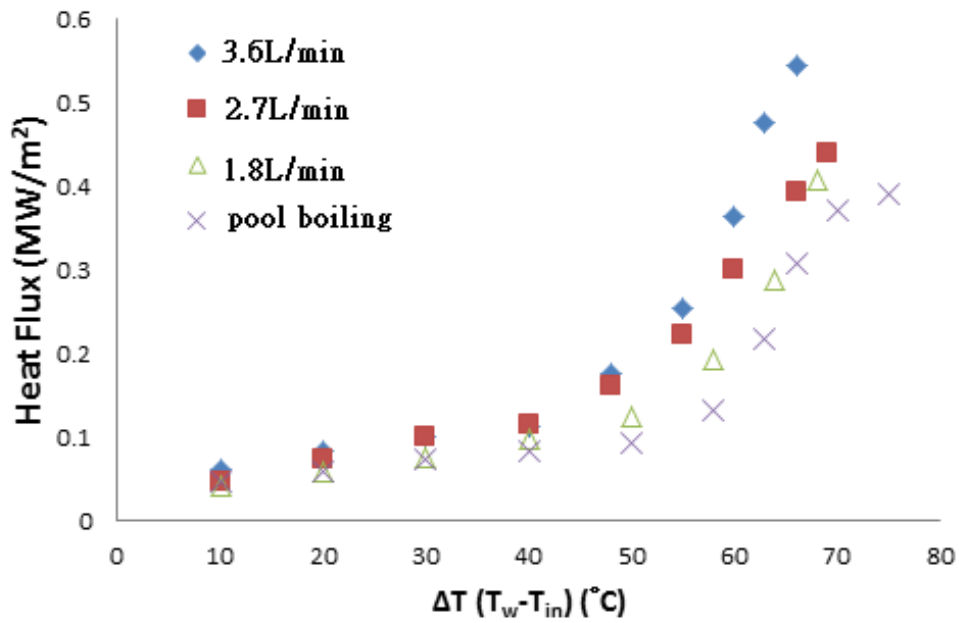 0.6
3.6L/min
0.5
2.7L/min
0.4
1.8L/min
pool boiling
0.3
0.2
0.1
0
Heat Flux (MW/m²)
0 10 20 30 40 50 60 70 80
ΔT (T_w-T_in) (˚C)